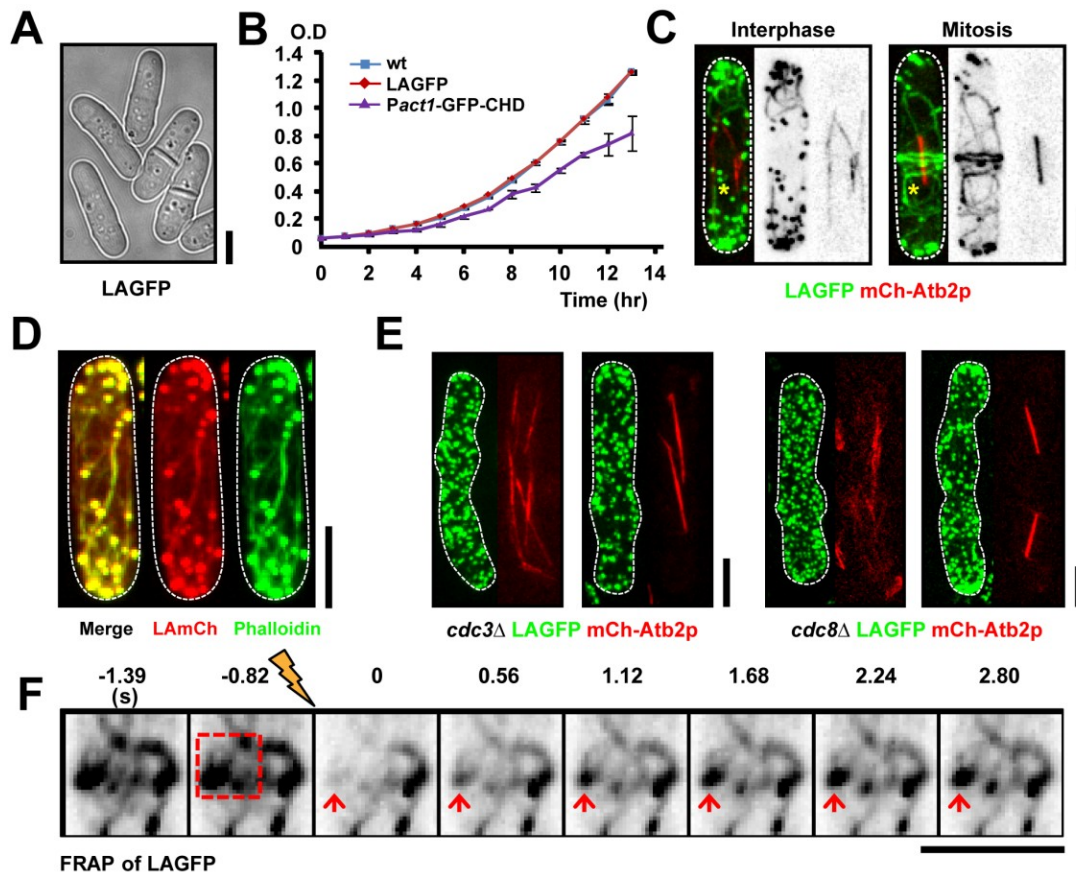 A
LAGFP
B
O.D
1.4
1.2
1.0
0.8
0.6
0.4
0.2
0
0 2 4 6 8 10 12 14
Time (hr)
wt
LAGFP
Pact1-GFP-CHD
C
Interphase Mitosis
* *
LAGFP mCh-Atb2p
D
Merge LAmCh Phalloidin
E
cdc3Δ LAGFP mCh-Atb2p cdc8Δ LAGFP mCh-Atb2p
F
-1.39 -0.82 0 0.56 1.12 1.68 2.24 2.80
(s)
FRAP of LAGFP